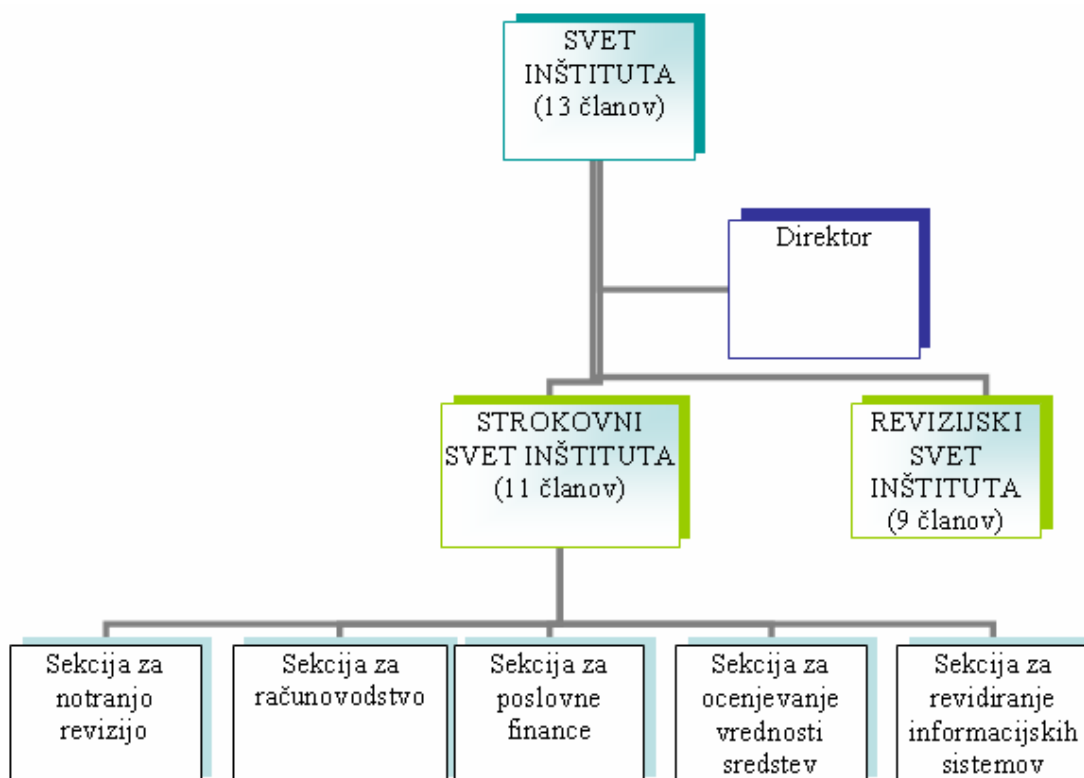 SVET
INŠTITUTA
(13 članov)
Direktor
STROKOVNI
SVET INŠTITUTA
(11 članov)
REVIZIJSKI
SVET
INŠTITUTA
(9 članov)
Sekcija za
notranjo
revizijo
Sekcija za
računovodstvo
Sekcija za
poslovne
finance
Sekcija za
ocenjevanje
vrednosti
sredstev
Sekcija za
revidiranje
informacijskih
sistemov